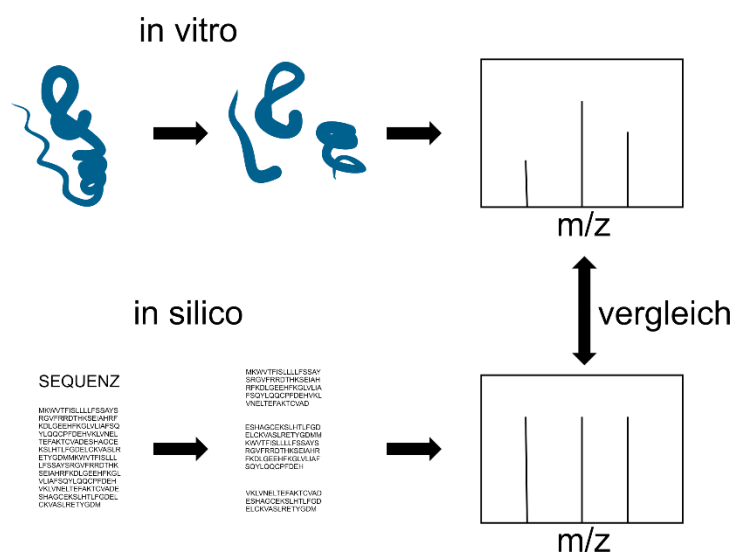 in vitro
m/z
in silico
vergleich
SEQUENZ
MKWVTFISLLLLFSSAYS
RGVFRRDTHKSEIAHRF
KDLGEEHFKGLVLIAFSQ
YLQQCPFDEHVKLVNEL
TEFAKTCVADESHAGCE
KSLHTLFGDELCKVASLR
ETYGDMMKWVTFISLLL
LFSSAYSRGVFRRDTHK
SEIAHRFKDLGEEHFKGL
VLIAFSQYLQQCPFDEH
VKLVNELTEFAKTCVADE
SHAGCEKSLHTLFGDEL
CKVASLRETYGDM
MKWVTFISLLLLFSSAY
SRGVFRRDTHKSEIAH
RFKDLGEEHFKGLVLIA
FSQYLQQCPFDEHVKL
VNELTEFAKTCVAD
ESHAGCEKSLHTLFGD
ELCKVASLRETYGDMM
KWVTFISLLLLFSSAYS
RGVFRRDTHKSEIAHR
FKDLGEEHFKGLVLIAF
SQYLQQCPFDEH
VKLVNELTEFAKTCVAD
ESHAGCEKSLHTLFGD
ELCKVASLRETYGDM
m/z